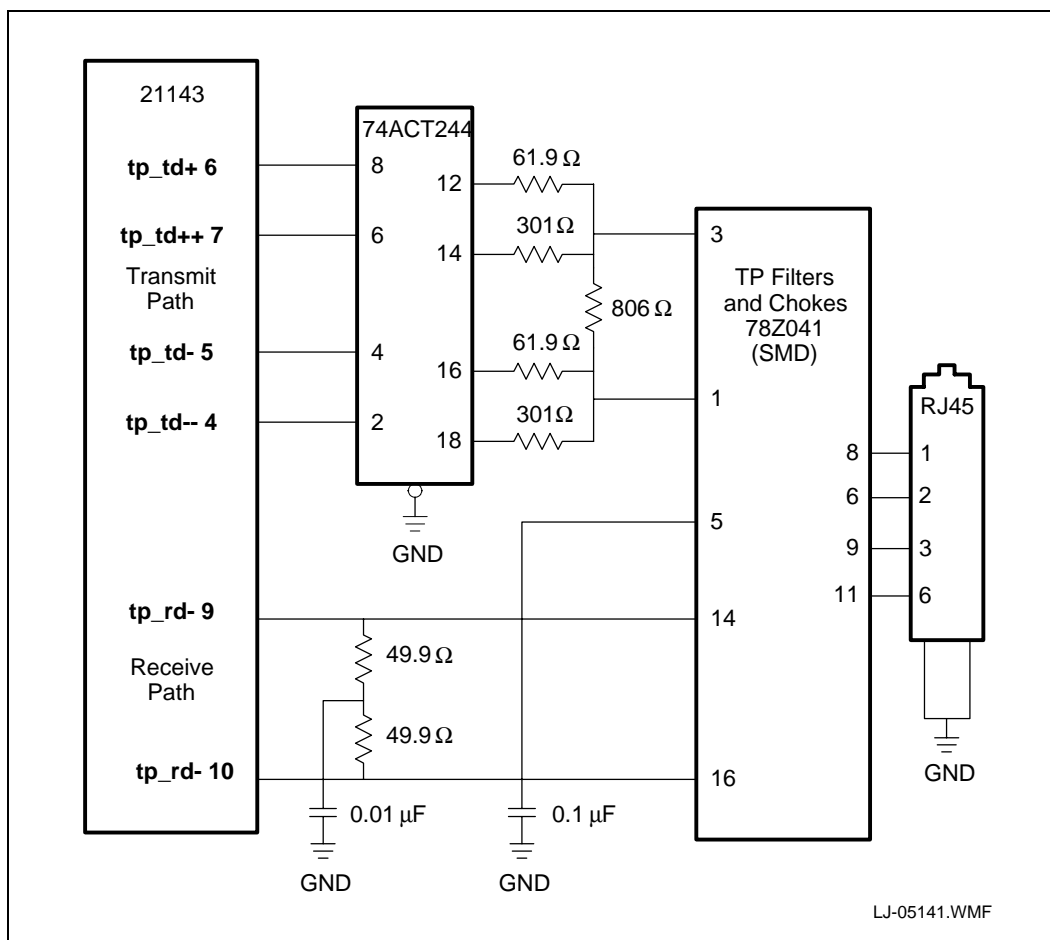 21143
tp_td+ 6
tp_td++ 7
Transmit
Path
tp_td- 5
tp_td-- 4
tp_rd- 9
Receive
Path
tp_rd- 10
74ACT244
8
6
4
2
12
14
16
18
GND
61.9 Ω
301Ω
806 Ω
61.9 Ω
301Ω
49.9 Ω
49.9 Ω
0.01 µF
GND
0.1 µF
GND
3
1
5
14
16
TP Filters
and Chokes
78Z041
(SMD)
8
6
9
11
RJ45
1
2
3
6
GND
LJ-05141.WMF